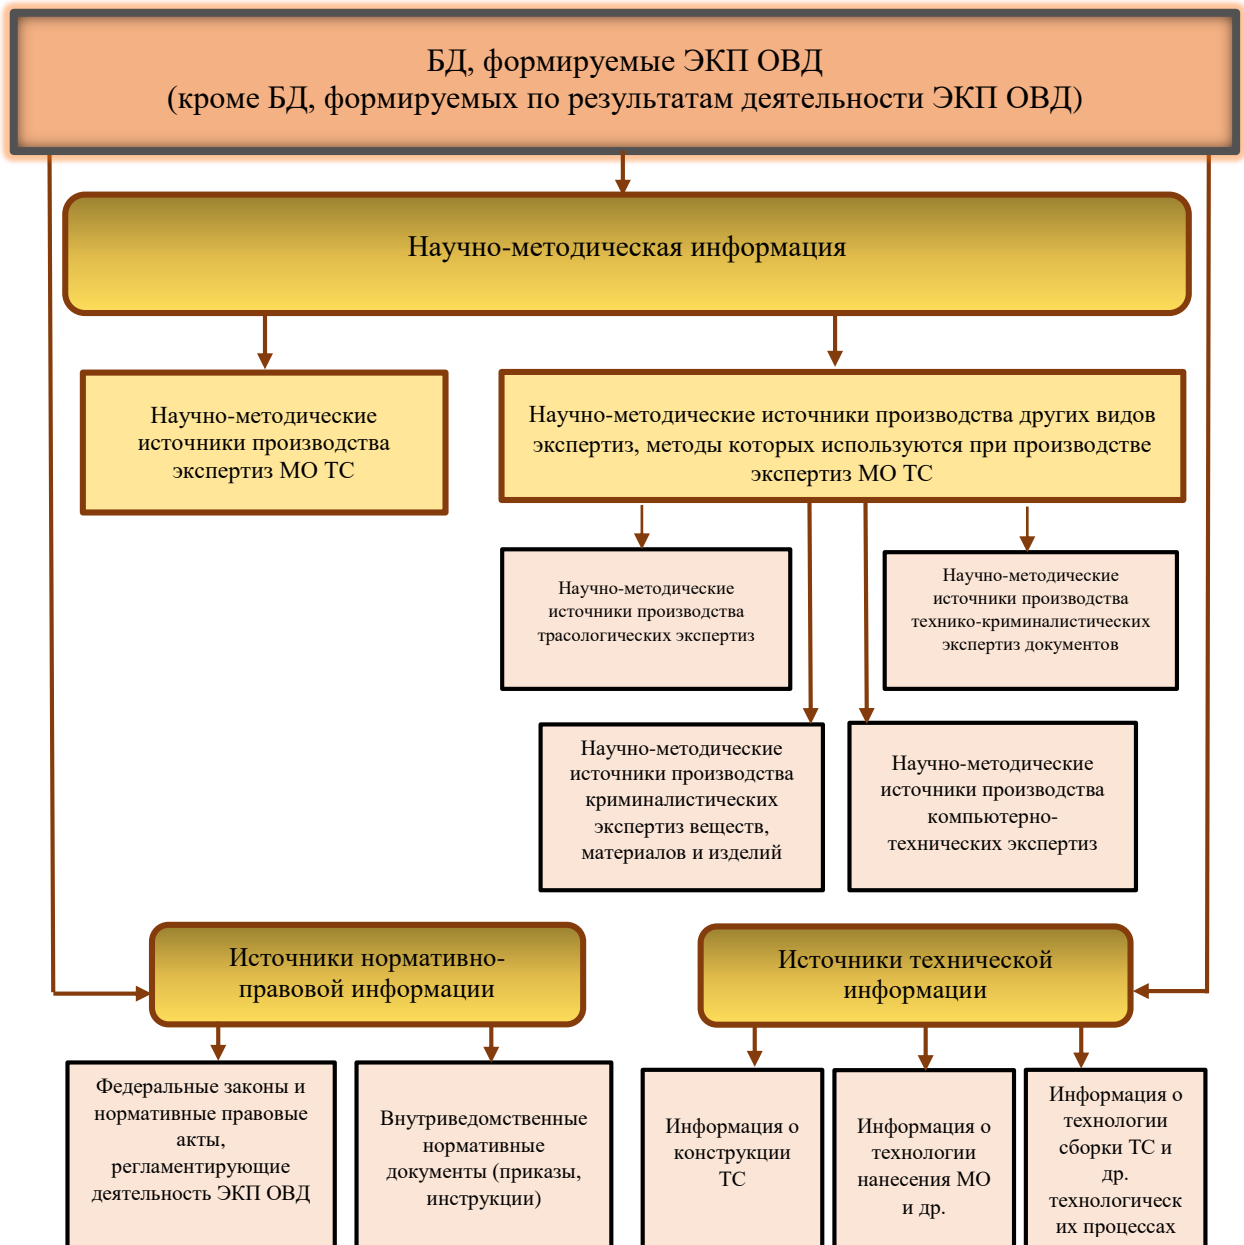 БД, формируемые ЭКП ОВД
(кроме БД, формируемых по результатам деятельности ЭКП ОВД)
Научно-методическая информация
Научно-методические
источники производства
экспертиз МО ТС
Научно-методические источники производства других видов
экспертиз, методы которых используются при производстве
экспертиз МО ТС
Научно-методические
источники производства
трасологических экспертиз
Научно-методические
источники производства
технико-криминалистических
экспертиз документов
Научно-методические
источники производства
криминалистических
экспертиз веществ,
материалов и изделий
Научно-методические
источники производства
компьютерно-
технических экспертиз
Источники нормативно-
правовой информации
Источники технической
информации
Федеральные законы и
нормативные правовые
акты,
регламентирующие
деятельность ЭКП ОВД
Внутриведомственные
нормативные
документы (приказы,
инструкции)
Информация о
конструкции
ТС
Информация о
технологии
нанесения МО
и др.
Информация о
технологии
сборки ТС и
др.
технологическ
их процессах